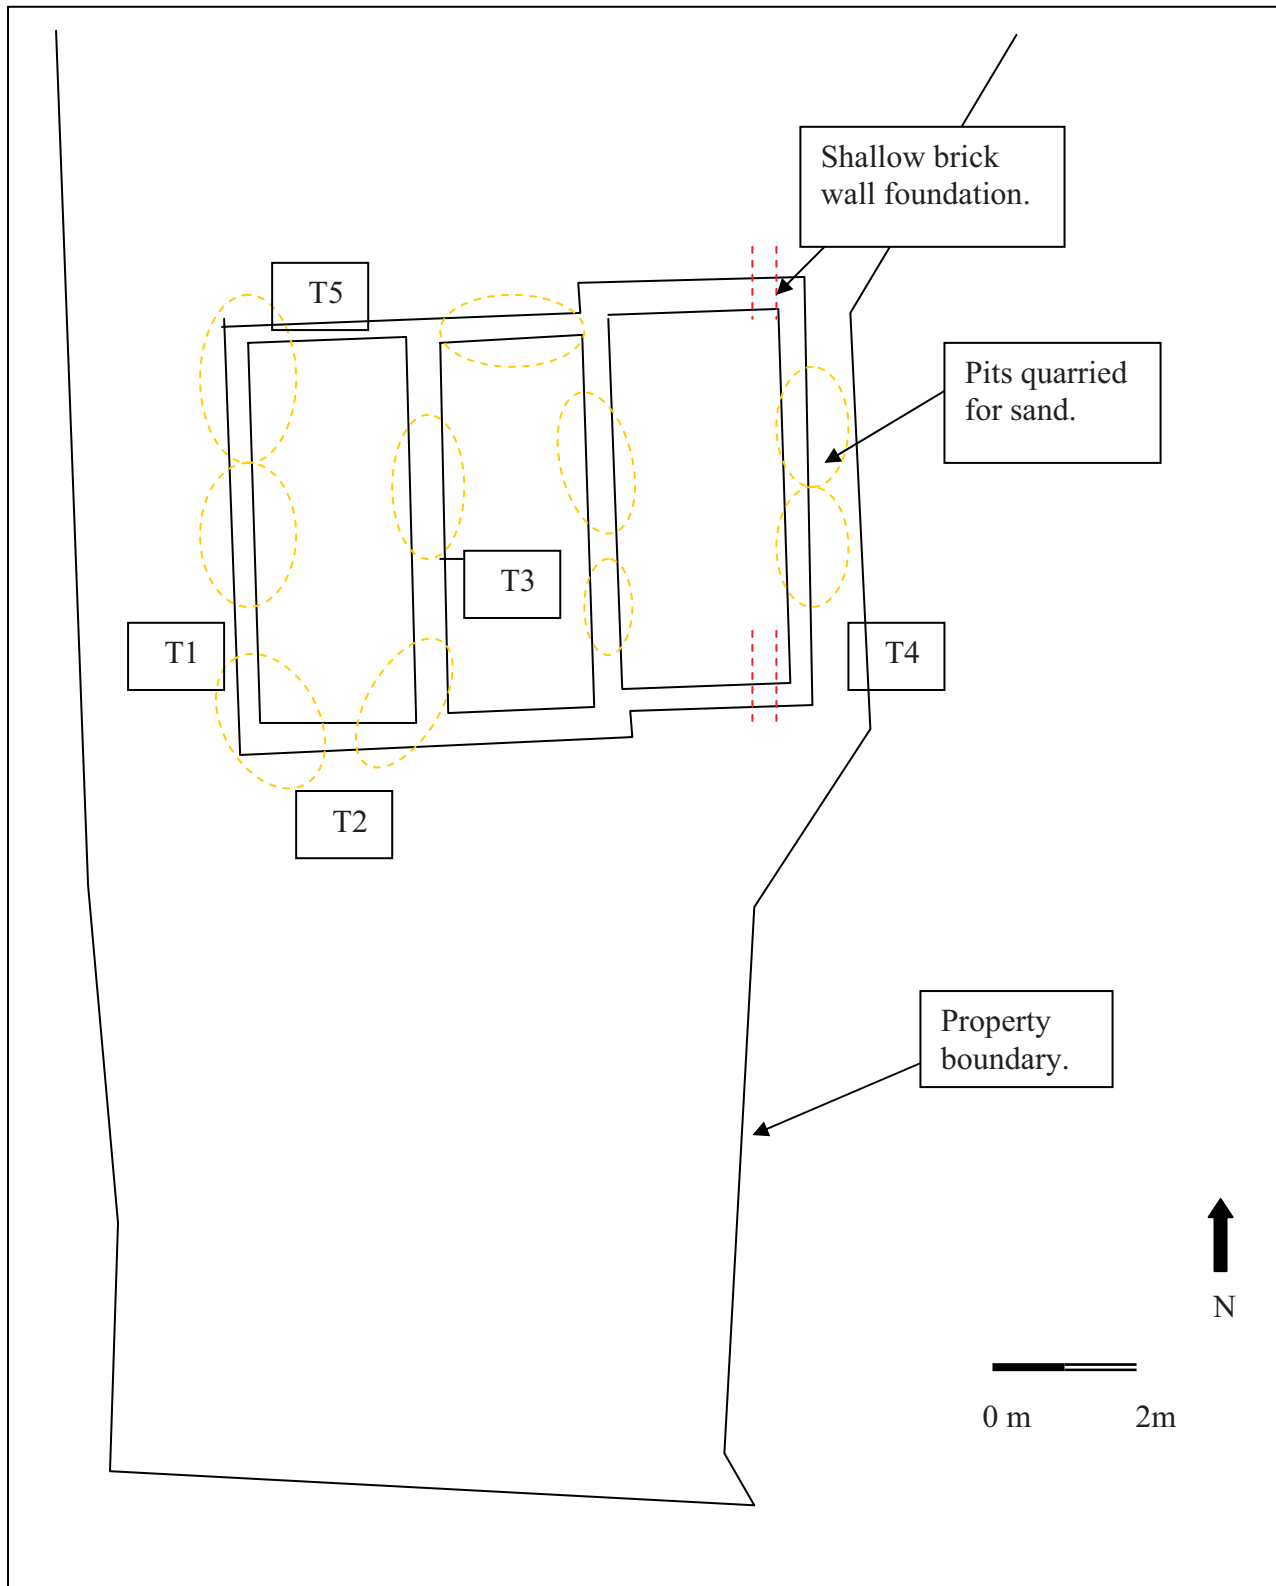 Shallow brick
wall foundation.
T5
Pits quarried
for sand.
T3
T1
T4
T2
Property
boundary.
N
0 m 2m